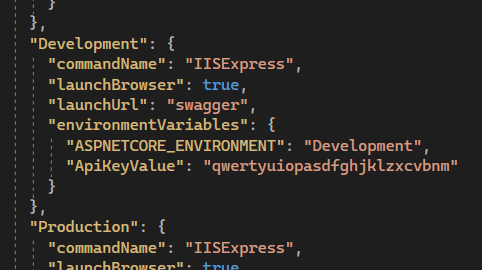 }
},
"Development": {
"commandName": "IISExpress",
"launchBrowser": true,
"launchUrl": "swagger",
"environmentVariables": {
"ASPNETCORE_ENVIRONMENT": "Development",
"ApiKeyValue": "qwertyuiopasdfghjklzxcvbnm"
}
},
"Production": {
"commandName": "IISExpress",
"launchBrowser": true